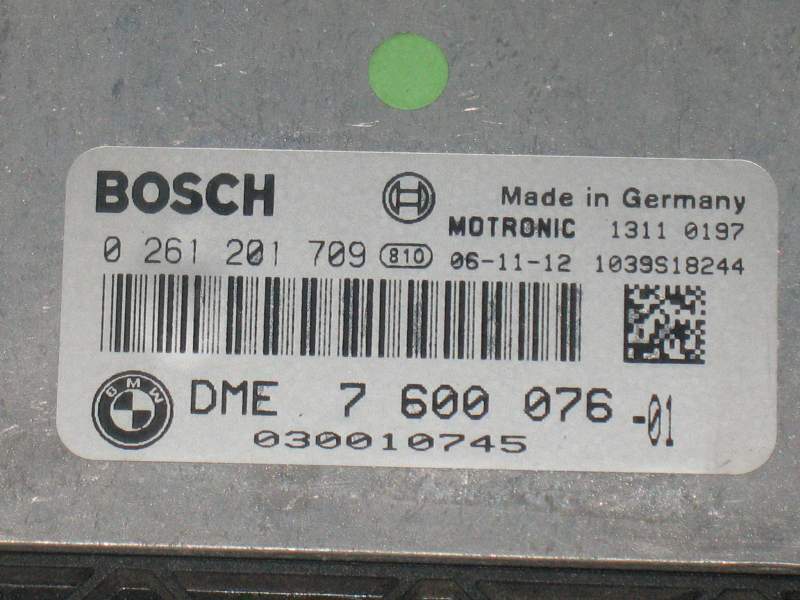 BOSCH Made in Germany
MOTRONIC 1311 0197
0 261 201 709 810 06-11-12 1039S18244
BMW DME 7 600 076 -01
030010745